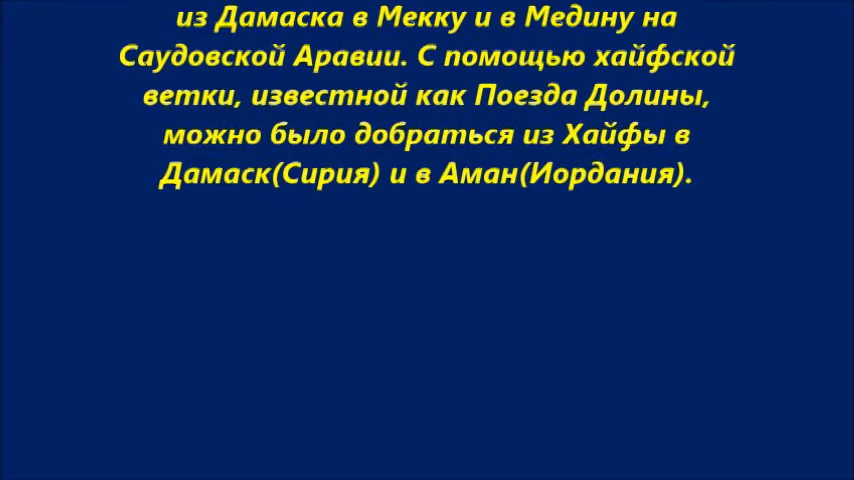 из Дамаска в Мекку и в Медину на
Саудовской Аравии. С помощью хайфской
ветки, известной как Поезда Долины,
можно было добраться из Хайфы в
Дамаск(Сирия) и в Аман(Иордания).